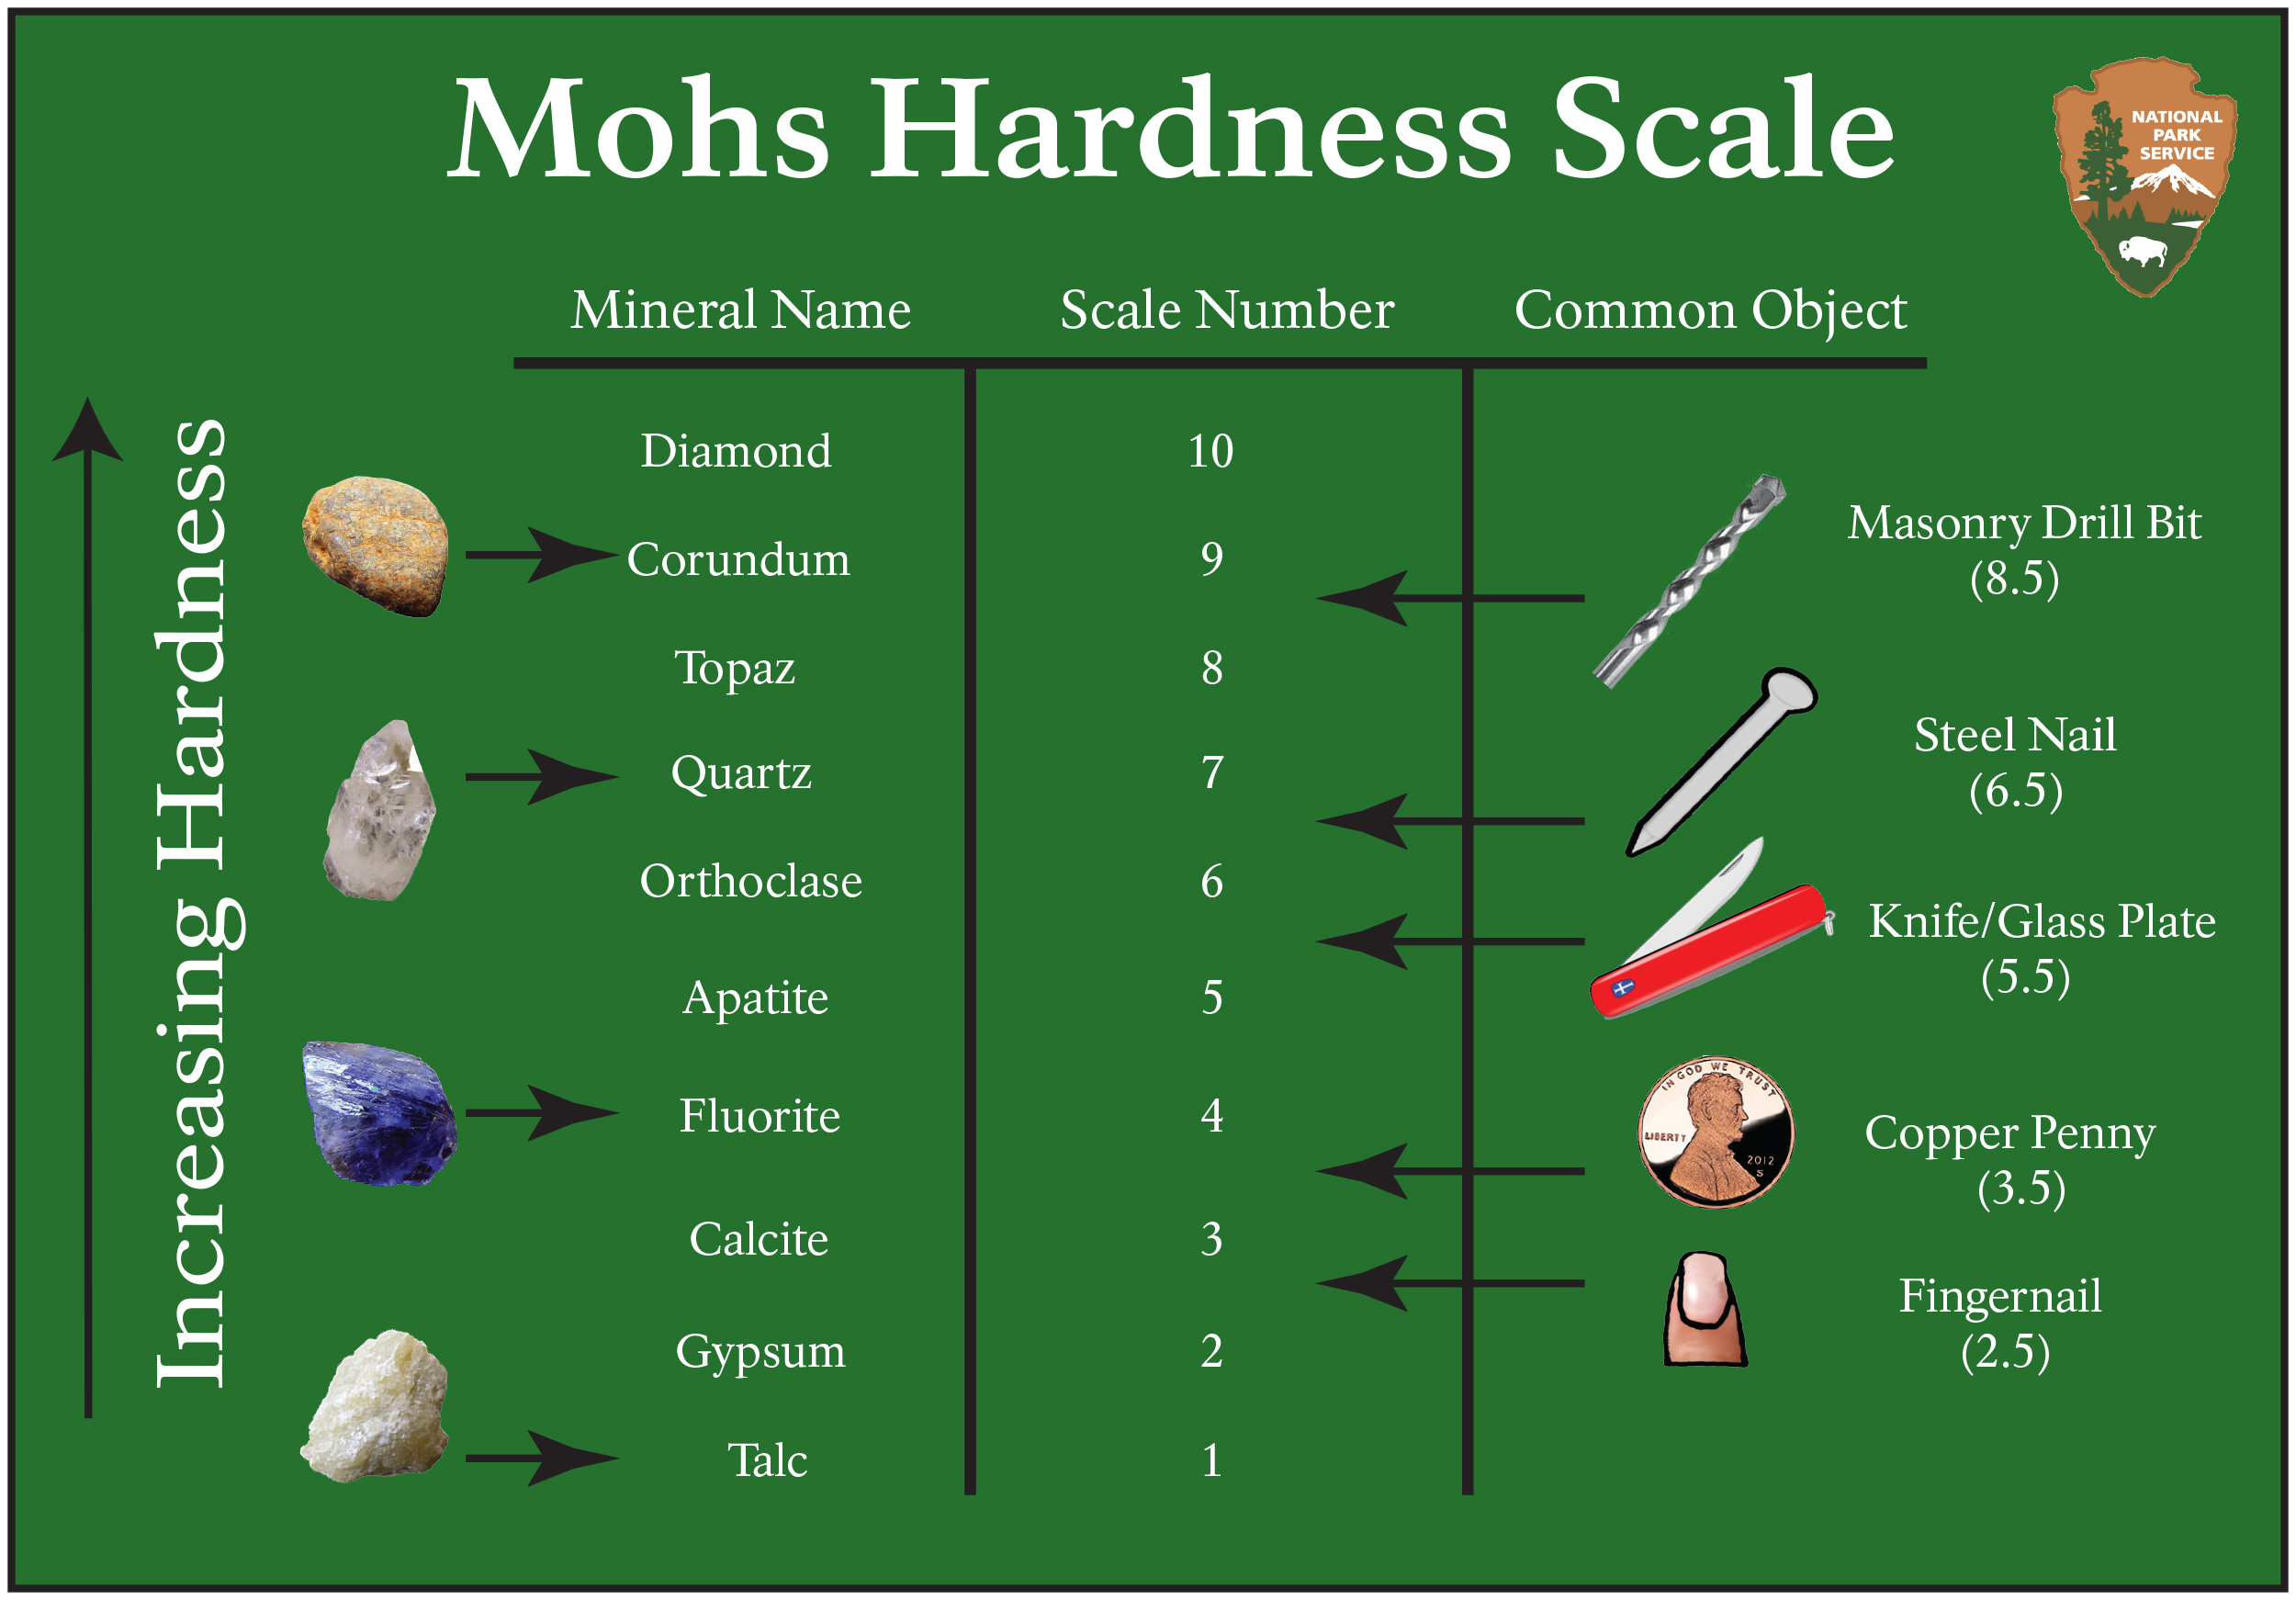 Mohs Hardness Scale
NATIONAL
PARK
SERVICE
Mineral Name
Scale Number
Common Object
Increasing Hardness
Diamond
10
Masonry Drill Bit
(8.5)
Corundum
9
Topaz
8
Steel Nail
(6.5)
Quartz
7
Orthoclase
6
Knife/Glass Plate
(5.5)
Apatite
5
IN GOD WE TRUST
LIBERTY
2012
S
Copper Penny
(3.5)
Fluorite
4
Calcite
3
Fingernail
(2.5)
Gypsum
2
Talc
1